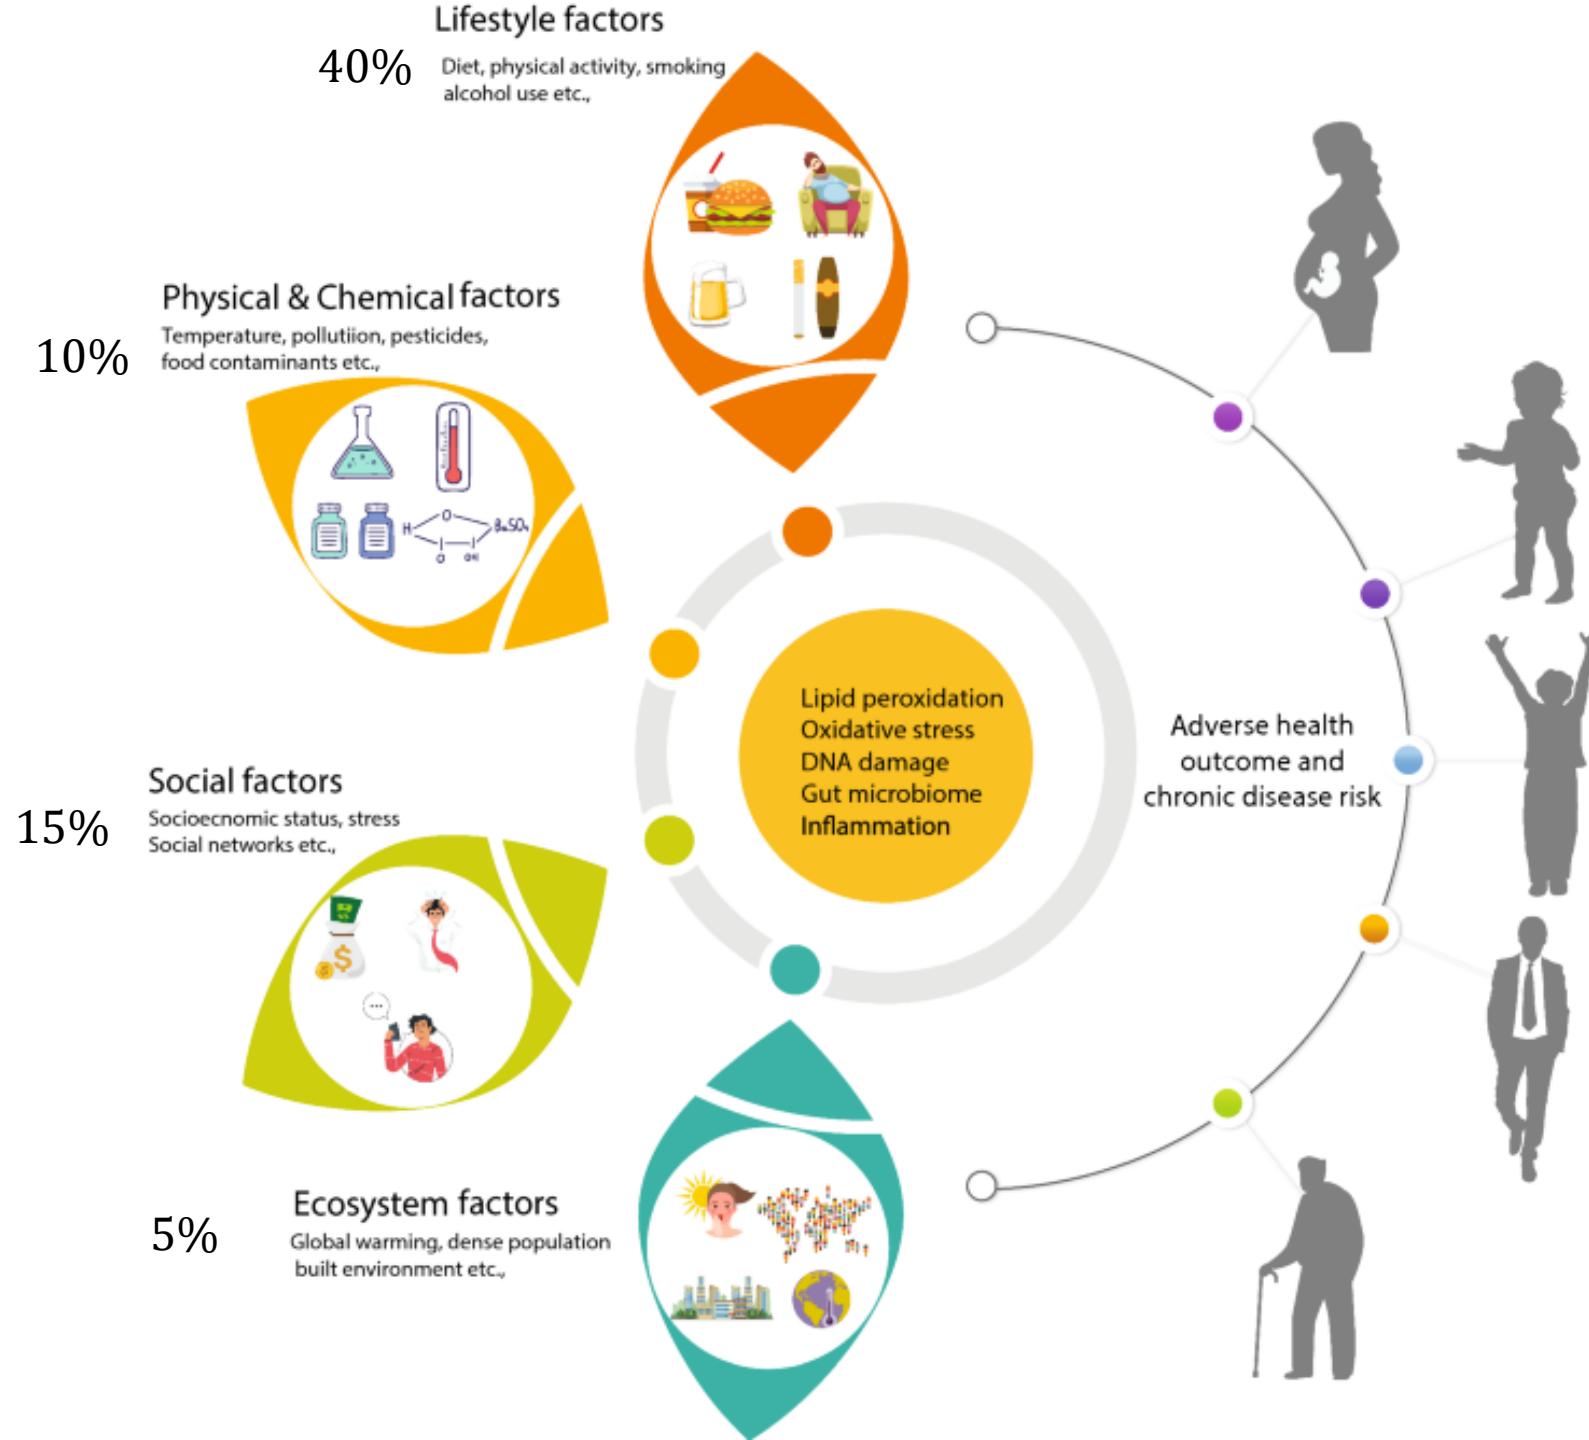 Lifestyle factors
40%
Diet, physical activity, smoking
alcohol use etc.,
Physical & Chemical factors
10%
Temperature, pollutiion, pesticides,
food contaminants etc.,
H
O
BaSO₄
I
I
O
OH
Lipid peroxidation
Oxidative stress
DNA damage
Gut microbiome
Inflammation
Adverse health
outcome and
chronic disease risk
Social factors
15%
Socioecnomic status, stress
Social networks etc.,
$
Ecosystem factors
5%
Global warming, dense population
built environment etc.,